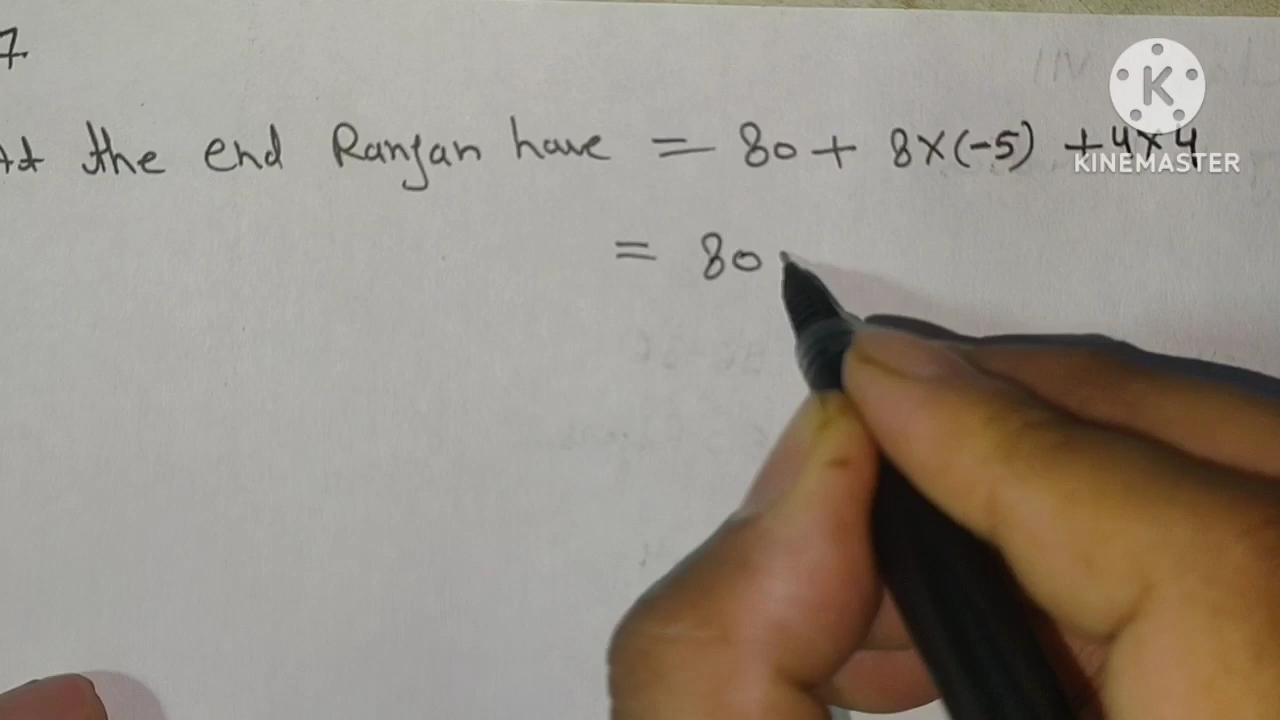 7
At the end Ranjan have = 80 + 8×(-5) + 4×4
= 80
K
KINEMASTER